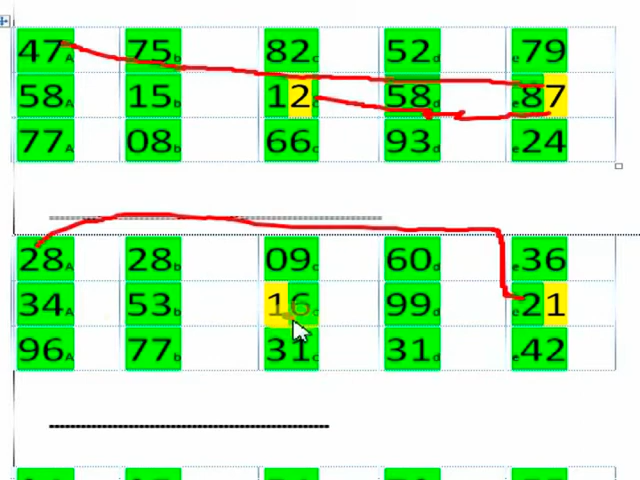 47A 75b 82c 52d e79
58A 15b 12c 58d e87
77A 08b 66c 93d e24
28A 28b 09c 60d e36
34A 53b 16c 99d e21
96A 77b 31c 31d e42